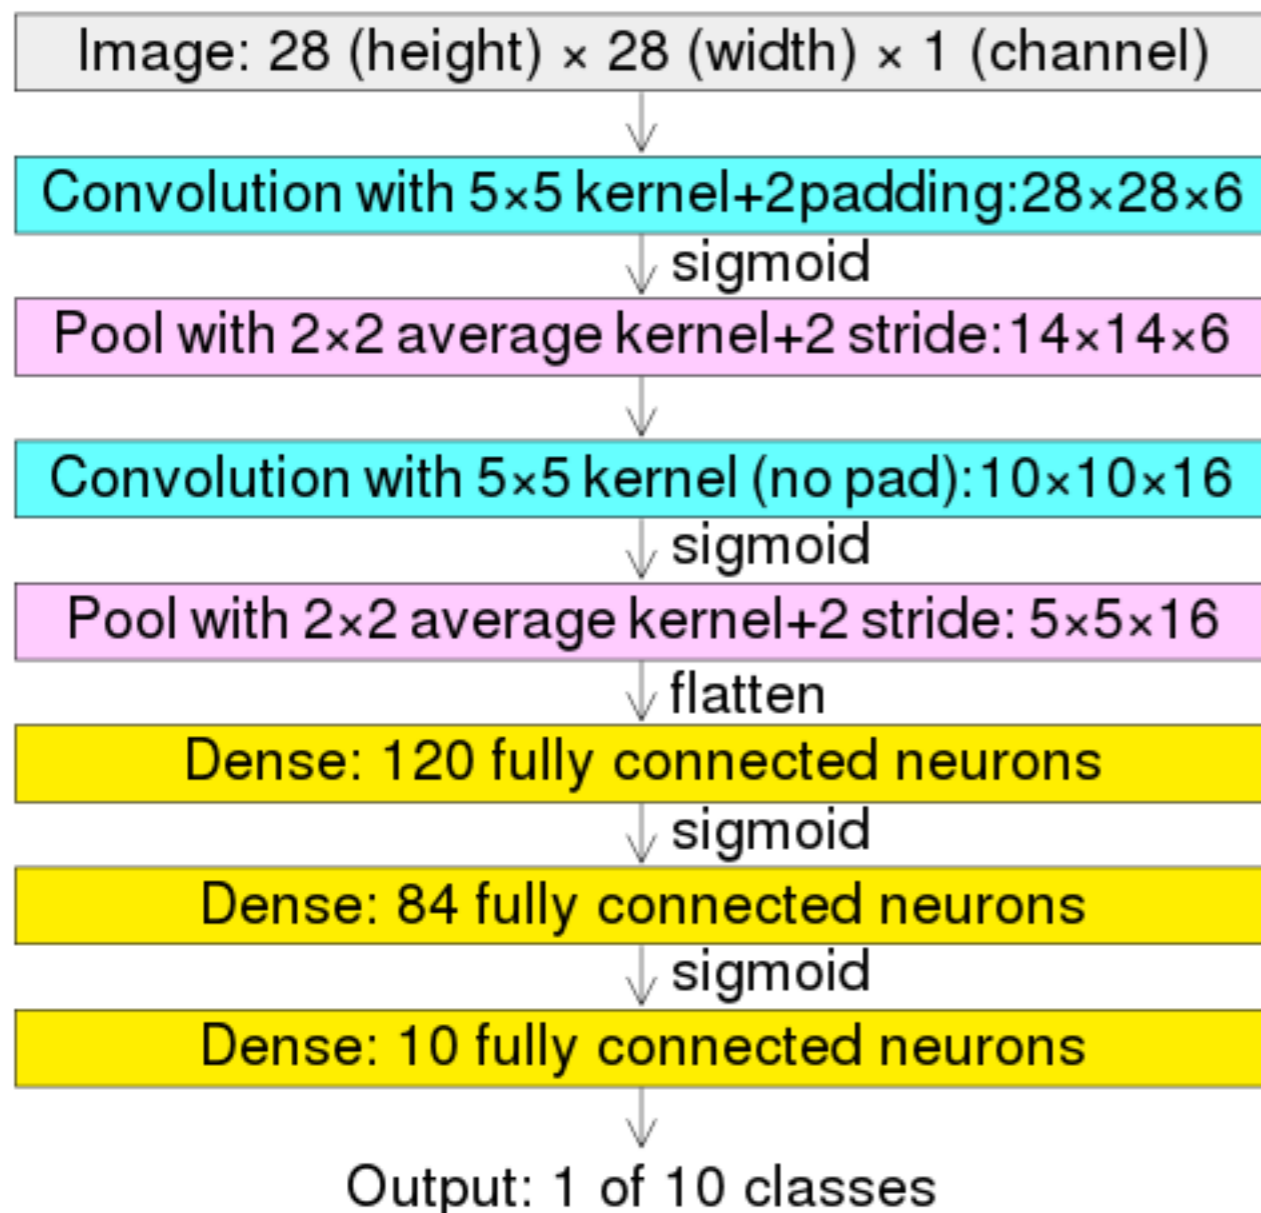 Image: 28 (height) × 28 (width) × 1 (channel)
Convolution with 5×5 kernel+2padding:28×28×6
sigmoid
Pool with 2×2 average kernel+2 stride:14×14×6
Convolution with 5×5 kernel (no pad):10×10×16
sigmoid
Pool with 2×2 average kernel+2 stride: 5×5×16
flatten
Dense: 120 fully connected neurons
sigmoid
Dense: 84 fully connected neurons
sigmoid
Dense: 10 fully connected neurons
Output: 1 of 10 classes